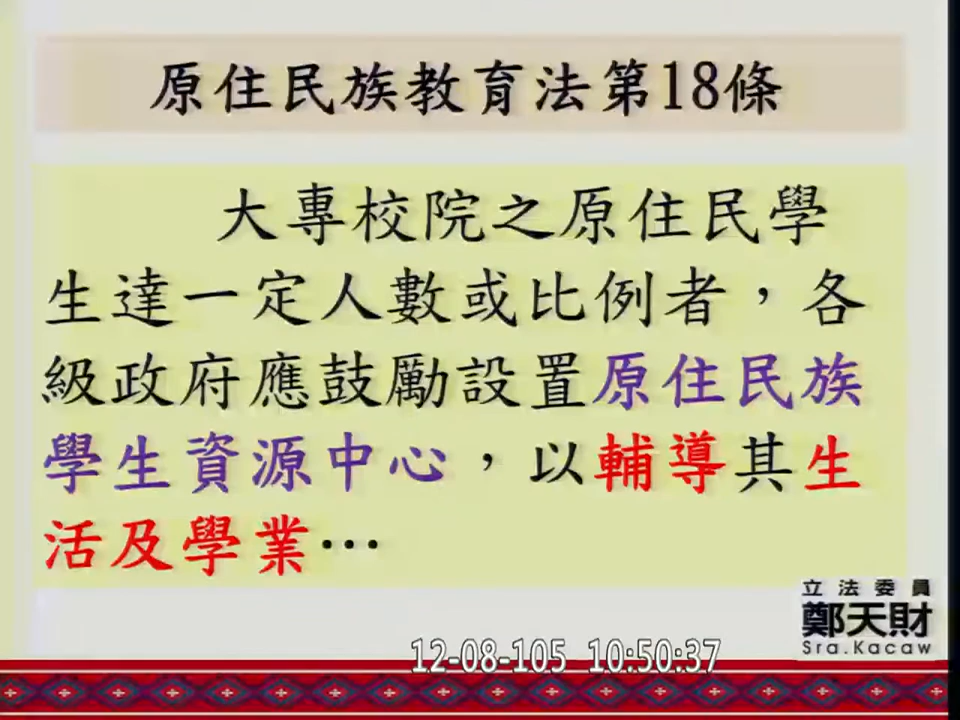 原住民族教育法第18條
大專校院之原住民學
生達一定人數或比例者，各
級政府應鼓勵設置原住民族
學生資源中心，以輔導其生
活及學業…
立法委員
鄭天財
Sra.Kacaw
12-08-105 10:50:37